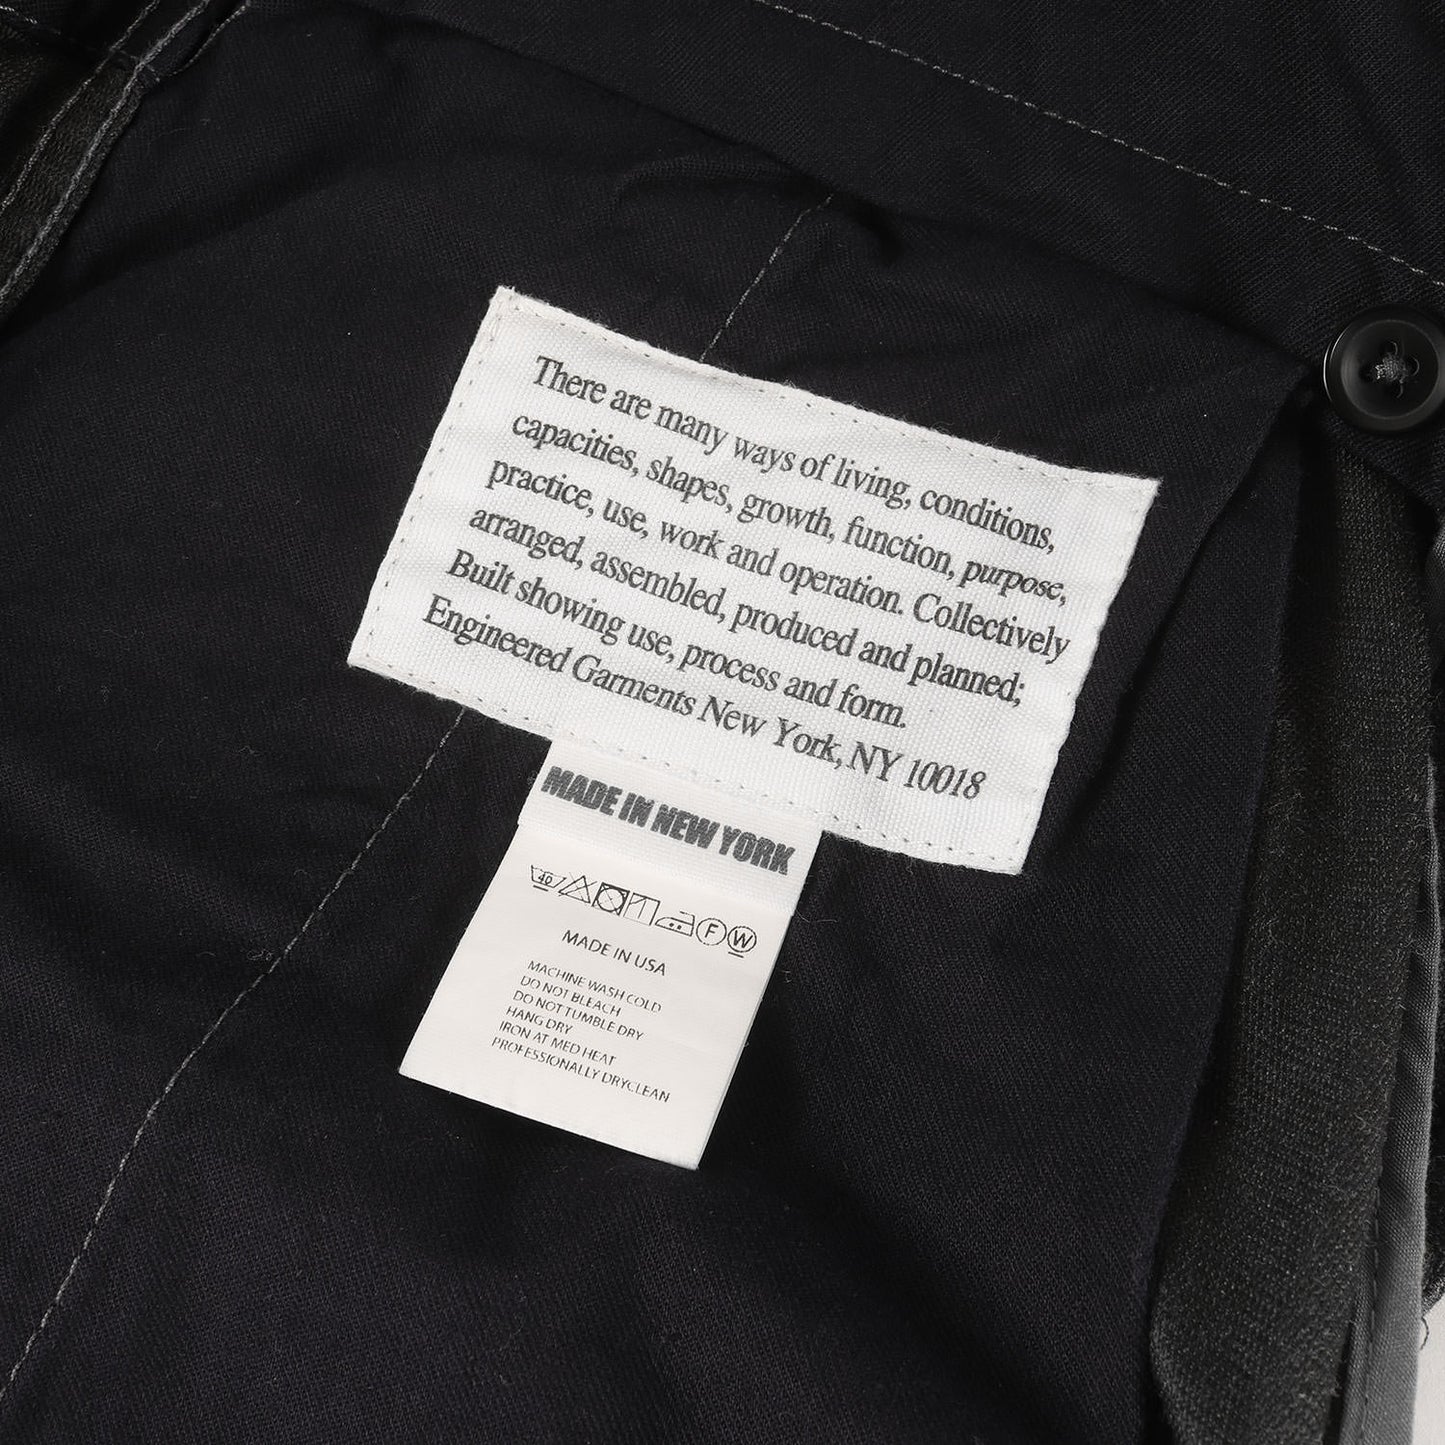 There are many ways of living, conditions,
capacities, shapes, growth, function, purpose,
practice, use, work and operation. Collectively
arranged, assembled, produced and planned;
Built showing use, process and form.
Engineered Garments New York, NY 10018
MADE IN NEW YORK
40 F W
MADE IN USA
MACHINE WASH COLD
DO NOT BLEACH
DO NOT TUMBLE DRY
HANG DRY
IRON AT MED HEAT
PROFESSIONALLY DRYCLEAN